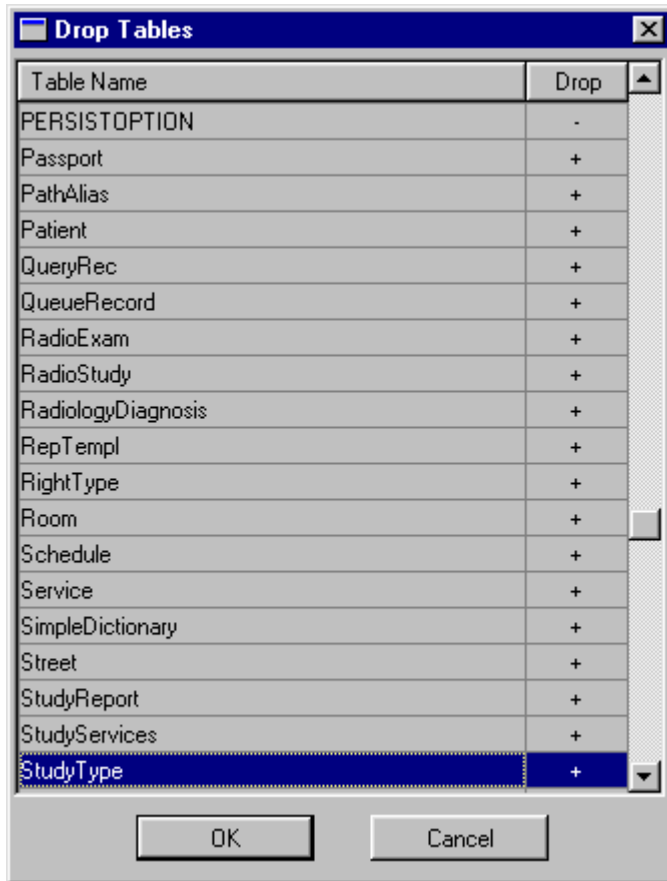 Drop Tables
Table Name Drop
PERSISTOPTION -
Passport +
PathAlias +
Patient +
QueryRec +
QueueRecord +
RadioExam +
RadioStudy +
RadiologyDiagnosis +
RepTempl +
RightType +
Room +
Schedule +
Service +
SimpleDictionary +
Street +
StudyReport +
StudyServices +
StudyType +
OK Cancel